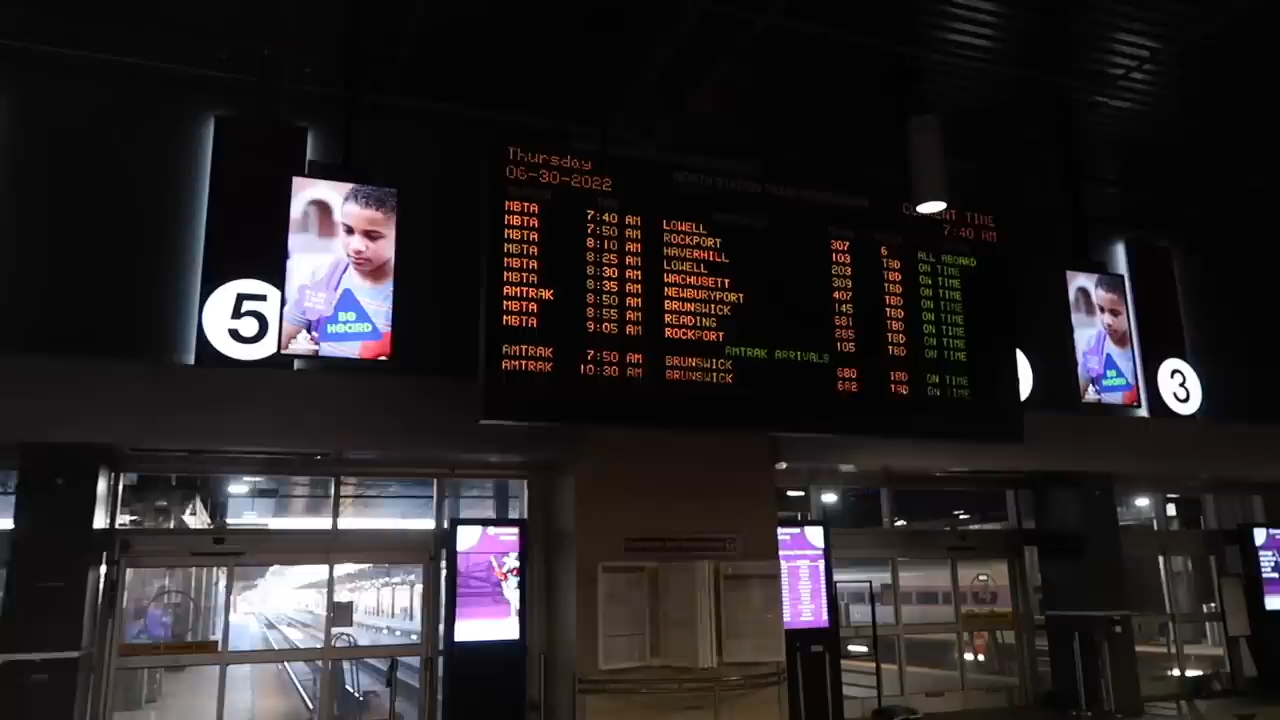 Thursday
06-30-2022
NORTH STATION TRAIN
CURRENT TIME
7:40 AM
MBTA 7:40 AM LOWELL 307 6 ALL ABOARD
MBTA 7:50 AM ROCKPORT 103 TBD ON TIME
MBTA 8:10 AM HAVERHILL 203 TBD ON TIME
MBTA 8:25 AM LOWELL 309 TBD ON TIME
MBTA 8:30 AM WACHUSETT 407 TBD ON TIME
MBTA 8:35 AM NEWBURYPORT 145 TBD ON TIME
AMTRAK 8:50 AM BRUNSWICK 681 TBD ON TIME
MBTA 8:55 AM READING 265 TBD ON TIME
MBTA 9:05 AM ROCKPORT 105 TBD ON TIME
AMTRAK ARRIVALS
AMTRAK 7:50 AM BRUNSWICK 680 TBD ON TIME
AMTRAK 10:30 AM BRUNSWICK 682 TBD ON TIME
5
BE
HEARD
BE
HEARD
3